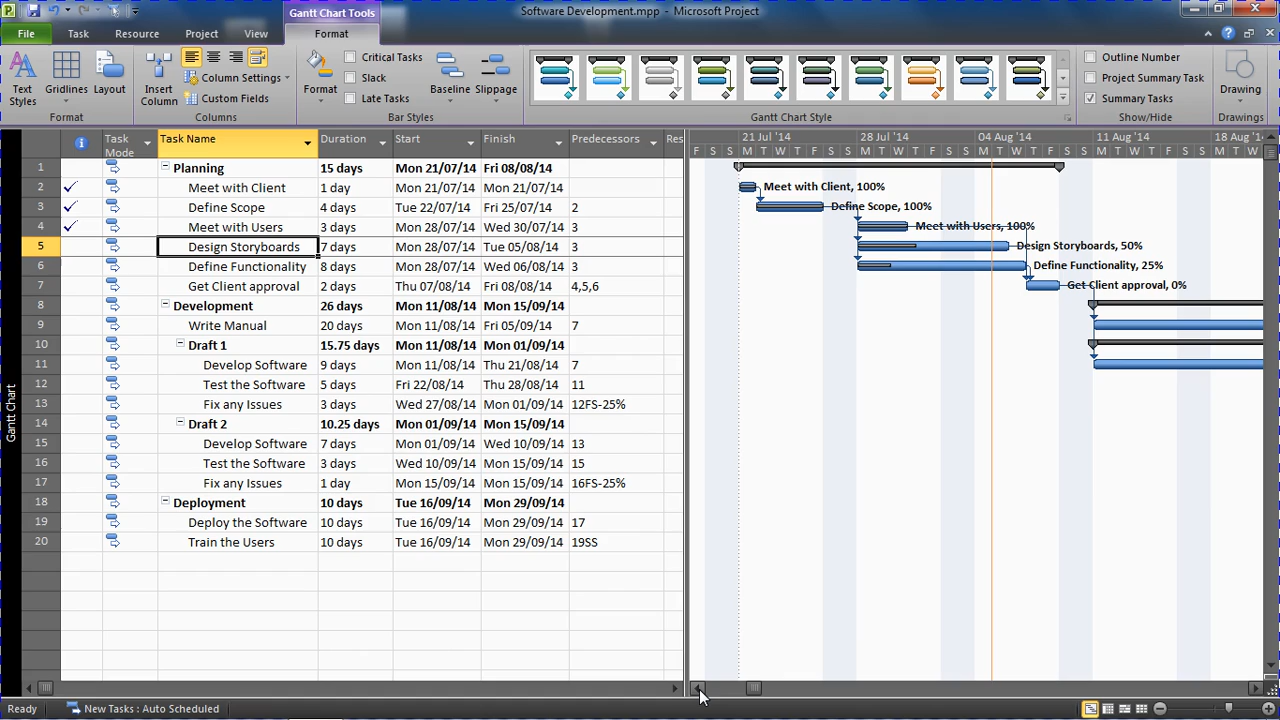 Software Development.mpp - Microsoft Project
Gantt Chart Tools
File Task Resource Project View Format
Text Styles
Gridlines
Layout
Format
Insert Column
Column Settings
Custom Fields
Columns
Format
Critical Tasks
Slack
Late Tasks
Baseline
Slippage
Bar Styles
Gantt Chart Style
Outline Number
Project Summary Task
Summary Tasks
Show/Hide
Drawing
Drawings
Task Mode Task Name Duration Start Finish Predecessors Res
21 Jul '14 28 Jul '14 04 Aug '14 11 Aug '14 18 Aug '14
F S S M T W T F S S M T W T F S S M T W T F S S M T W T F S S M T W
1 Planning 15 days Mon 21/07/14 Fri 08/08/14
2 Meet with Client 1 day Mon 21/07/14 Mon 21/07/14
3 Define Scope 4 days Tue 22/07/14 Fri 25/07/14 2
4 Meet with Users 3 days Mon 28/07/14 Wed 30/07/14 3
5 Design Storyboards 7 days Mon 28/07/14 Tue 05/08/14 3
6 Define Functionality 8 days Mon 28/07/14 Wed 06/08/14 3
7 Get Client approval 2 days Thu 07/08/14 Fri 08/08/14 4,5,6
8 Development 26 days Mon 11/08/14 Mon 15/09/14
9 Write Manual 20 days Mon 11/08/14 Fri 05/09/14 7
10 Draft 1 15.75 days Mon 11/08/14 Mon 01/09/14
11 Develop Software 9 days Mon 11/08/14 Thu 21/08/14 7
12 Test the Software 5 days Fri 22/08/14 Thu 28/08/14 11
13 Fix any Issues 3 days Wed 27/08/14 Mon 01/09/14 12FS-25%
14 Draft 2 10.25 days Mon 01/09/14 Mon 15/09/14
15 Develop Software 7 days Mon 01/09/14 Wed 10/09/14 13
16 Test the Software 3 days Wed 10/09/14 Mon 15/09/14 15
17 Fix any Issues 1 day Mon 15/09/14 Mon 15/09/14 16FS-25%
18 Deployment 10 days Tue 16/09/14 Mon 29/09/14
19 Deploy the Software 10 days Tue 16/09/14 Mon 29/09/14 17
20 Train the Users 10 days Tue 16/09/14 Mon 29/09/14 19SS
Meet with Client, 100%
Define Scope, 100%
Meet with Users, 100%
Design Storyboards, 50%
Define Functionality, 25%
Get Client approval, 0%
Gantt Chart
Ready New Tasks : Auto Scheduled